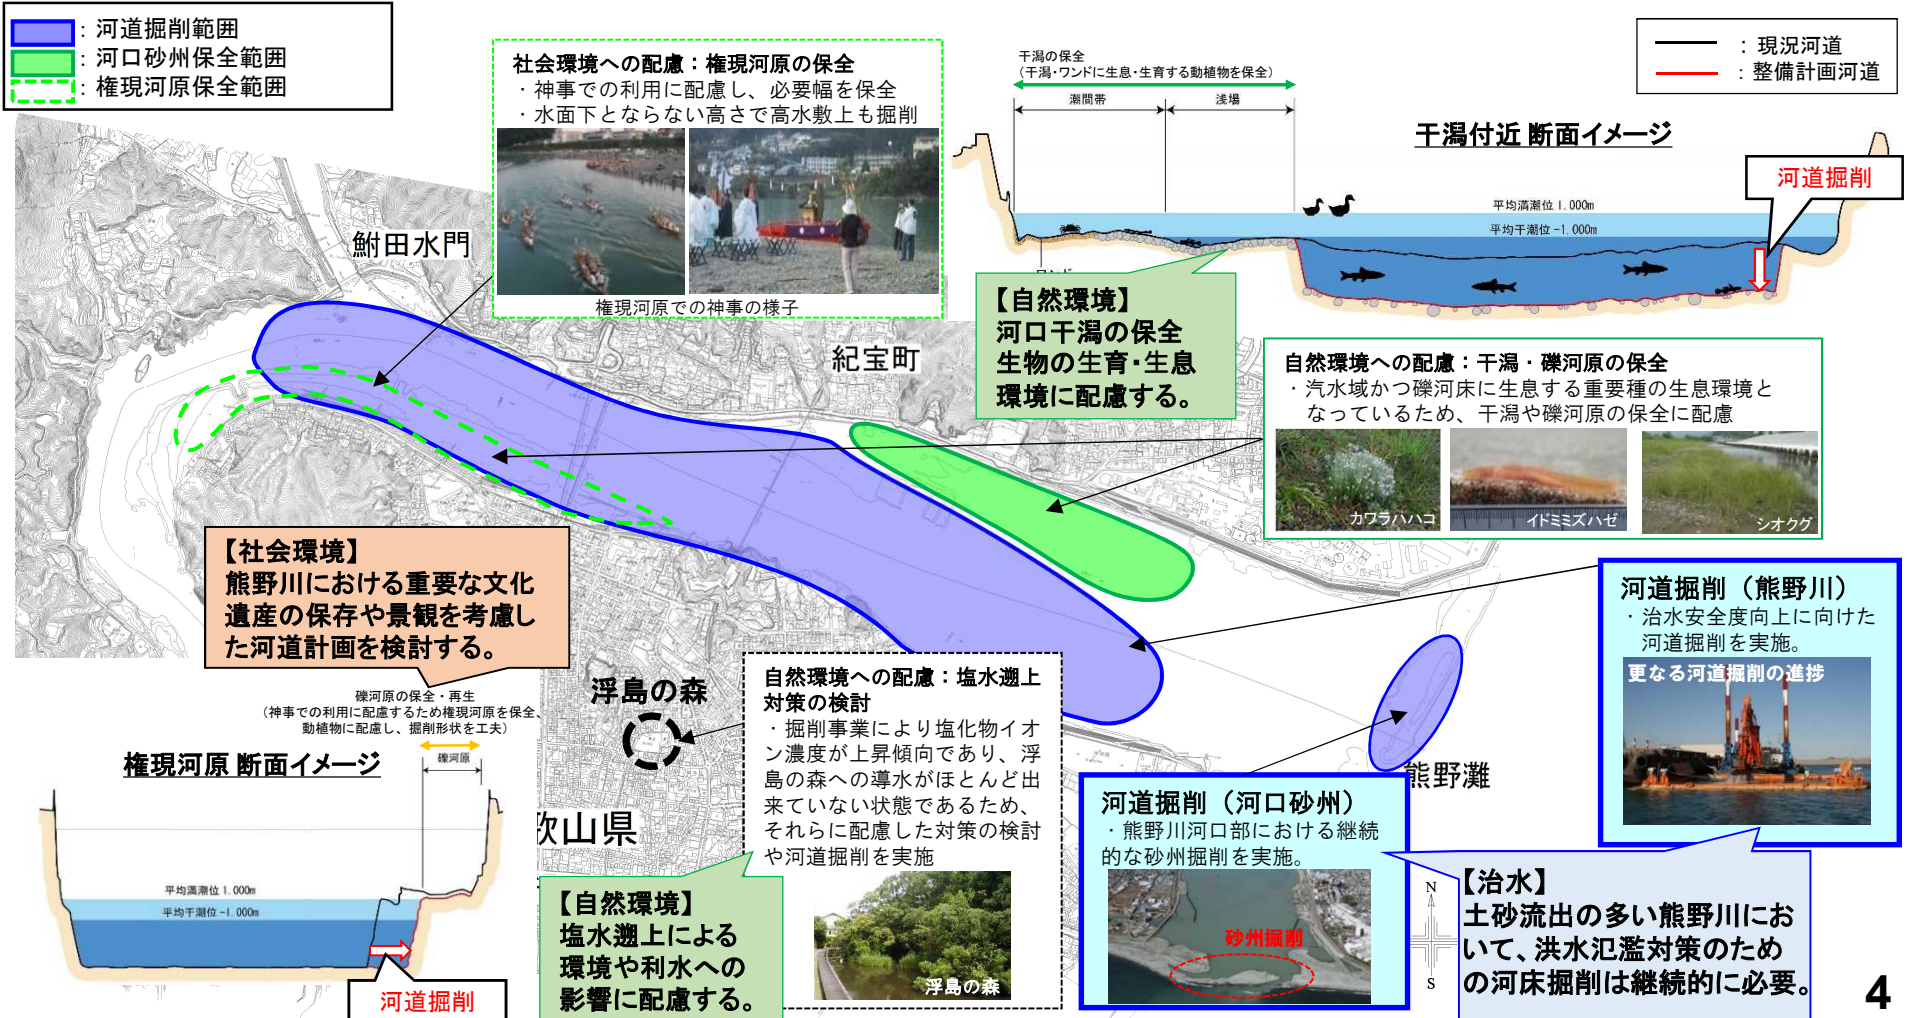 ：河道掘削範囲
：河口砂州保全範囲
：権現河原保全範囲
社会環境への配慮：権現河原の保全
・神事での利用に配慮し、必要幅を保全
・水面下とならない高さで高水敷上も掘削
権現河原での神事の様子
干潟の保全
（干潟・ワンドに生息・生育する動植物を保全）
潮間帯
浅場
：現況河道
：整備計画河道
干潟付近 断面イメージ
河道掘削
平均満潮位 1.000m
平均干潮位 -1.000m
鮒田水門
紀宝町
【自然環境】
河口干潟の保全
生物の生育・生息
環境に配慮する。
自然環境への配慮：干潟・礫河原の保全
・汽水域かつ礫河床に生息する重要種の生息環境と
なっているため、干潟や礫河原の保全に配慮
カワラハハコ
イドミミズハゼ
シオクグ
【社会環境】
熊野川における重要な文化
遺産の保存や景観を考慮し
た河道計画を検討する。
礫河原の保全・再生
（神事での利用に配慮するため権現河原を保全、
動植物に配慮し、掘削形状を工夫）
権現河原 断面イメージ
礫河原
平均満潮位 1.000m
平均干潮位 -1.000m
河道掘削
浮島の森
歌山県
自然環境への配慮：塩水遡上
対策の検討
・掘削事業により塩化物イオ
ン濃度が上昇傾向であり、浮
島の森への導水がほとんど出
来ていない状態であるため、
それらに配慮した対策の検討
や河道掘削を実施
浮島の森
【自然環境】
塩水遡上による
環境や利水への
影響に配慮する。
河道掘削（熊野川）
・治水安全度向上に向けた
河道掘削を実施。
更なる河道掘削の進捗
熊野灘
河道掘削（河口砂州）
・熊野川河口部における継続
的な砂州掘削を実施。
砂州掘削
N
S
【治水】
土砂流出の多い熊野川にお
いて、洪水氾濫対策のため
の河床掘削は継続的に必要。
4